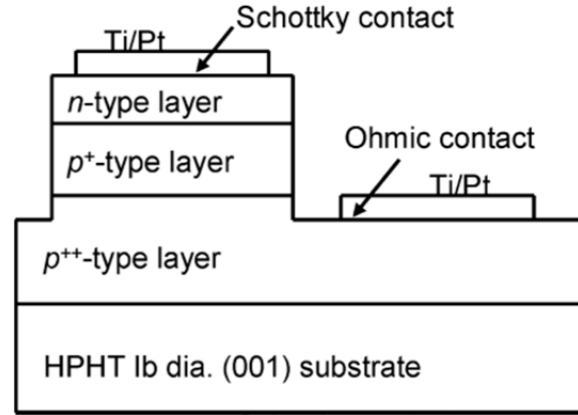 Schottky contact
Ti/Pt
n-type layer
p⁺-type layer
Ohmic contact
Ti/Pt
p⁺⁺-type layer
HPHT Ib dia. (001) substrate